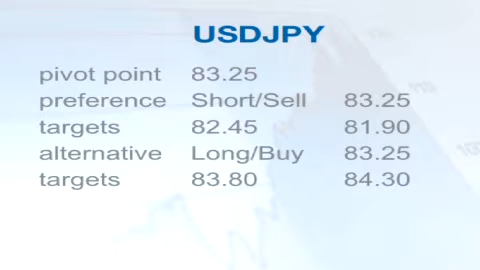 USDJPY
pivot point 83.25
preference Short/Sell 83.25
targets 82.45 81.90
alternative Long/Buy 83.25
targets 83.80 84.30